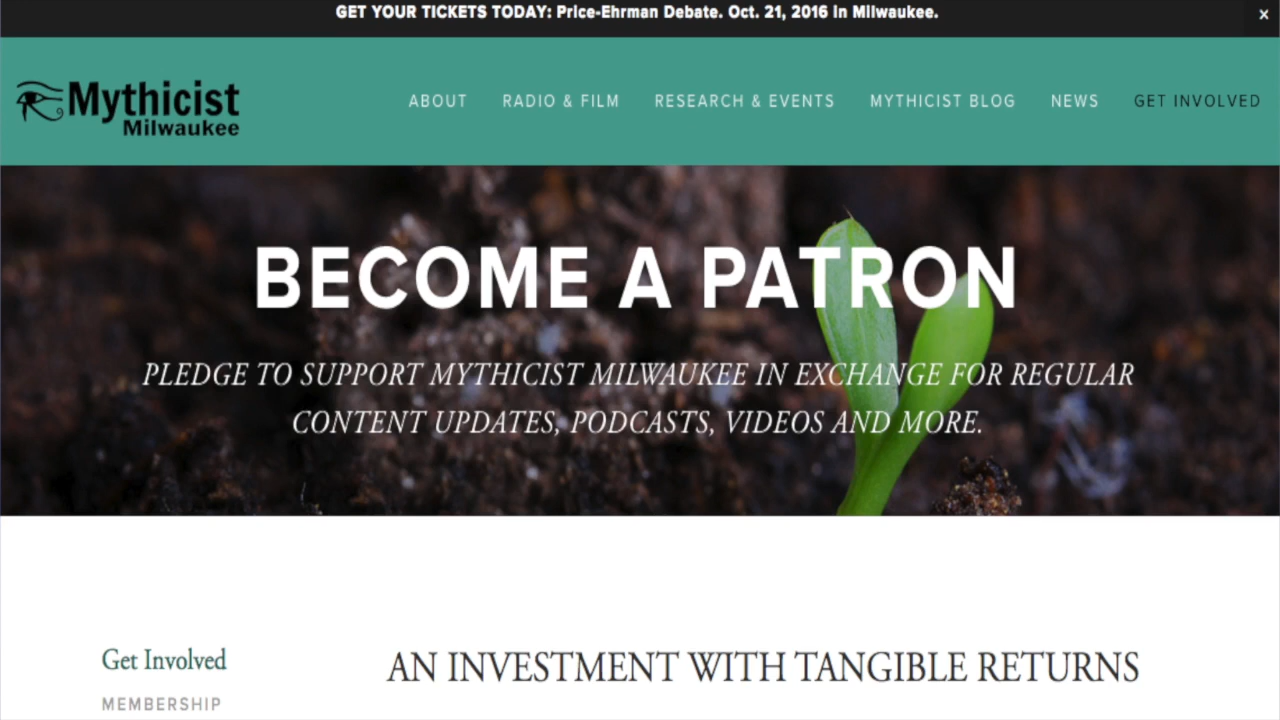 GET YOUR TICKETS TODAY: Price-Ehrman Debate. Oct. 21, 2016 in Milwaukee.
×
Mythicist
Milwaukee
ABOUT RADIO & FILM RESEARCH & EVENTS MYTHICIST BLOG NEWS GET INVOLVED
BECOME A PATRON
PLEDGE TO SUPPORT MYTHICIST MILWAUKEE IN EXCHANGE FOR REGULAR
CONTENT UPDATES, PODCASTS, VIDEOS AND MORE.
Get Involved
MEMBERSHIP
AN INVESTMENT WITH TANGIBLE RETURNS